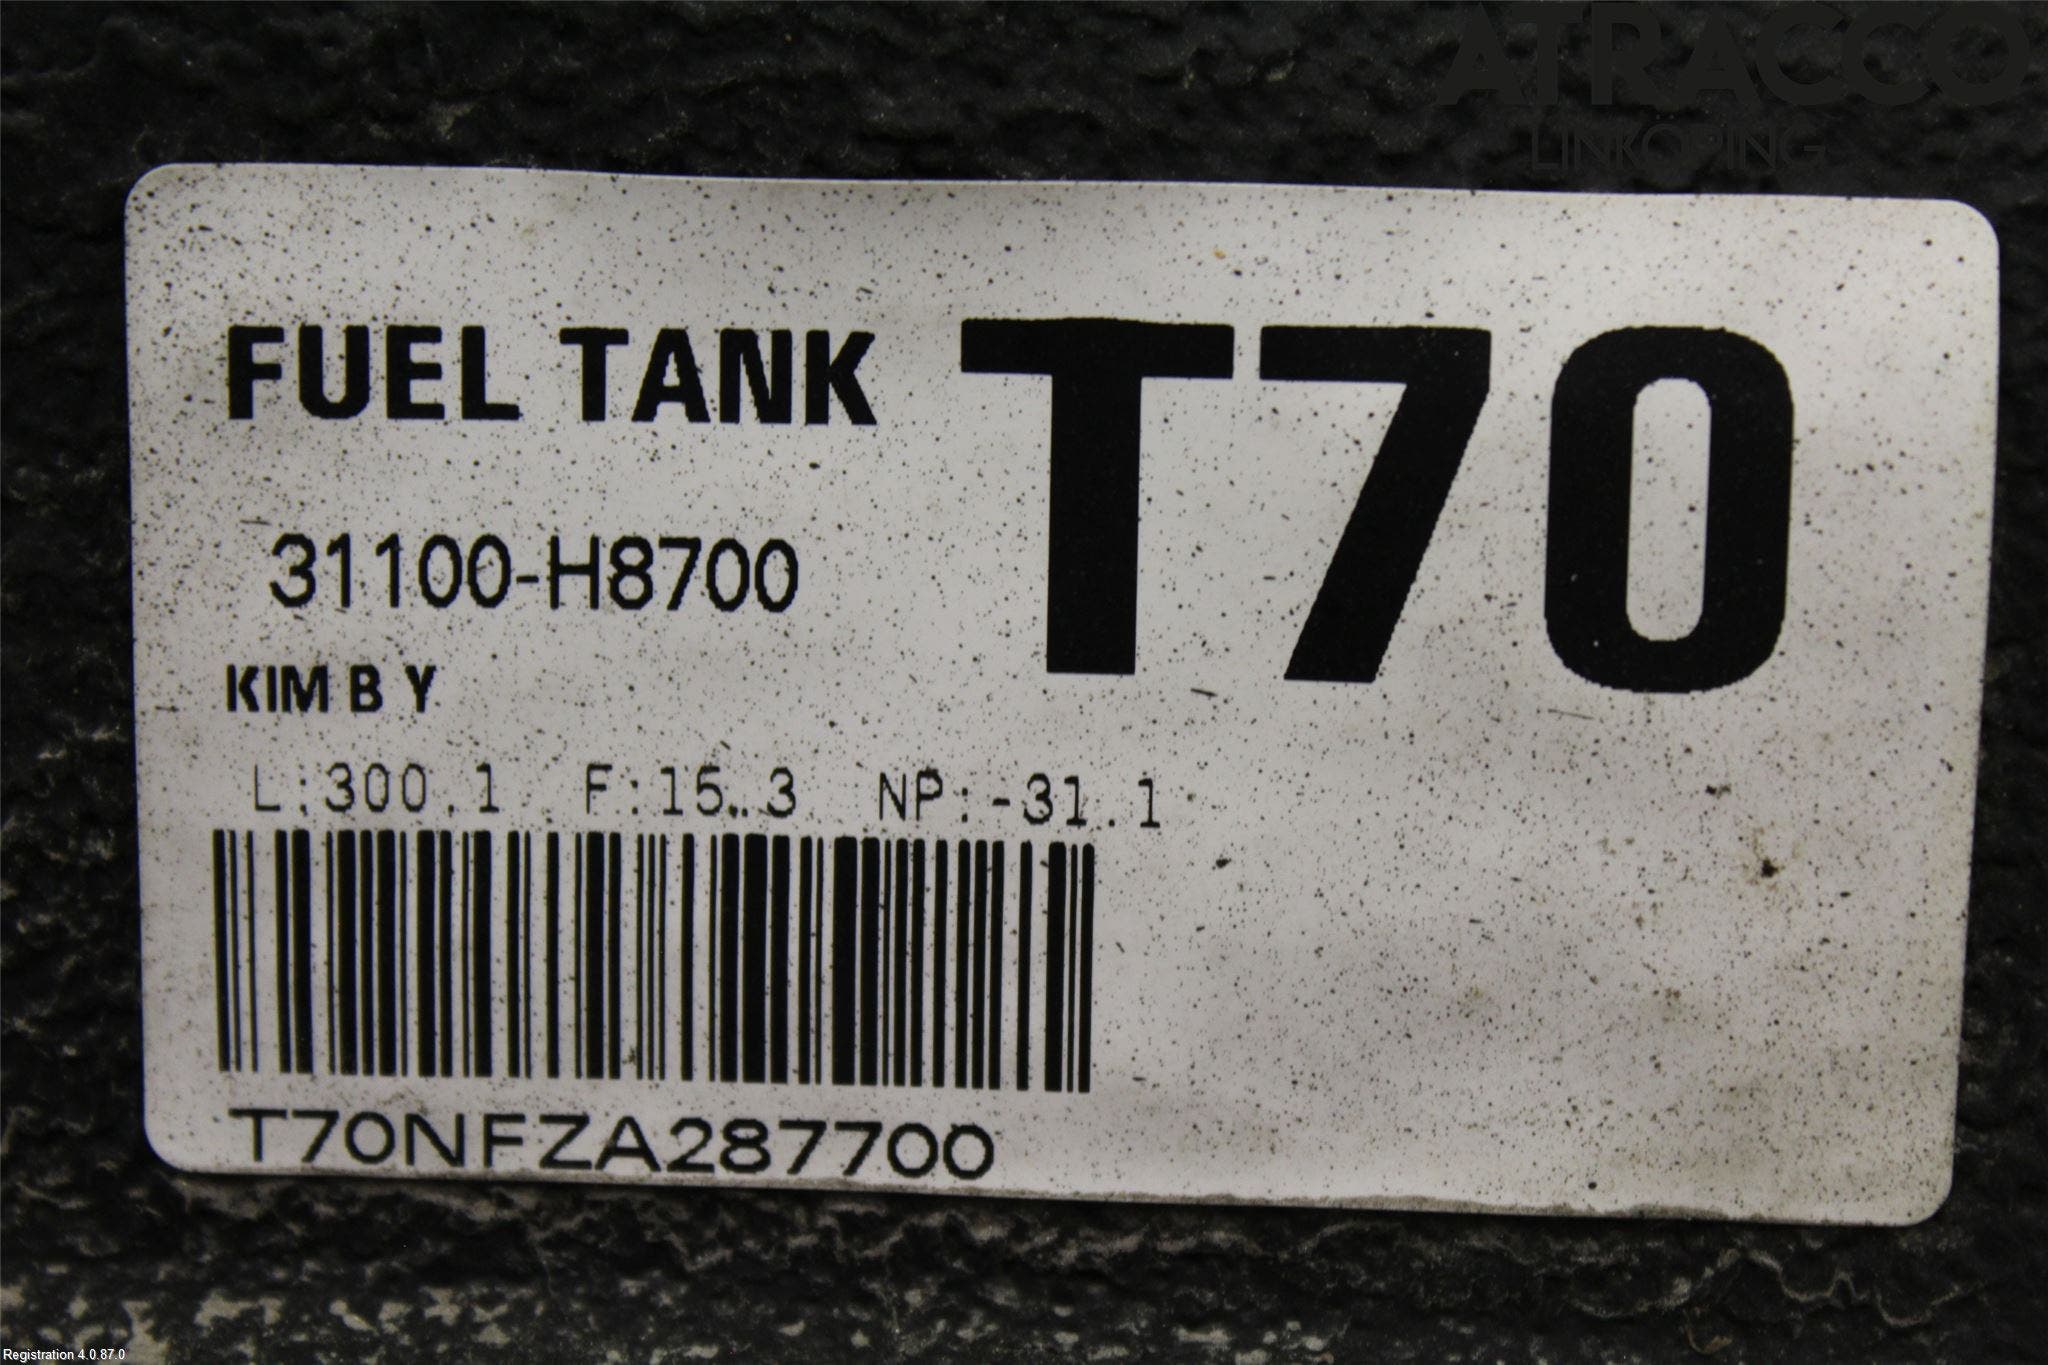 ATRACCO
LINKÖPING
FUEL TANK T70
31100-H8700
KIM B Y
L:300.1 F:15.3 NP:-31.1
T70NFZA287700
Registration 4.0.87.0